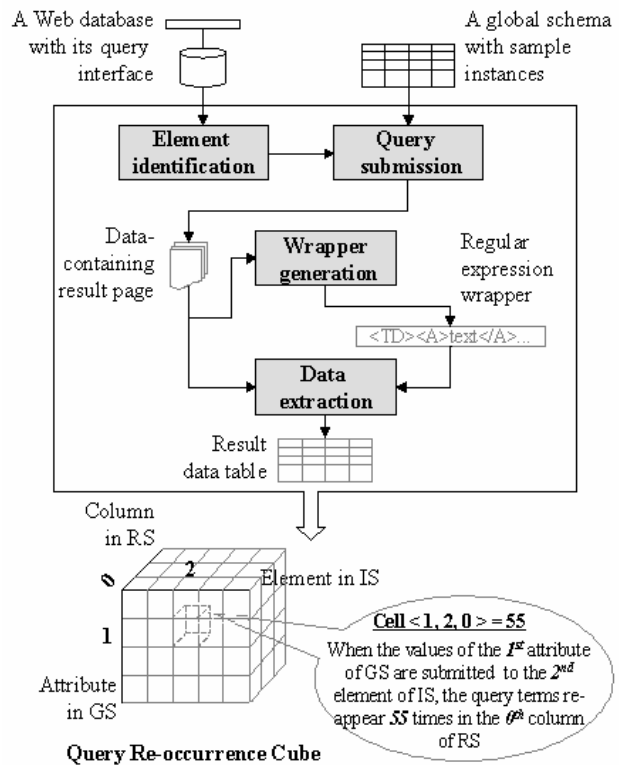 A Web database
with its query
interface
A global schema
with sample
instances
Element
identification
Query
submission
Data-
containing
result page
Wrapper
generation
Regular
expression
wrapper
<TD><A>text</A>...
Data
extraction
Result
data table
Column
in RS
0
2
Element in IS
1
Attribute
in GS
Cell < 1, 2, 0 > = 55
When the values of the 1st attribute
of GS are submitted to the 2nd
element of IS, the query terms re-
appear 55 times in the 0th column
of RS
Query Re-occurrence Cube